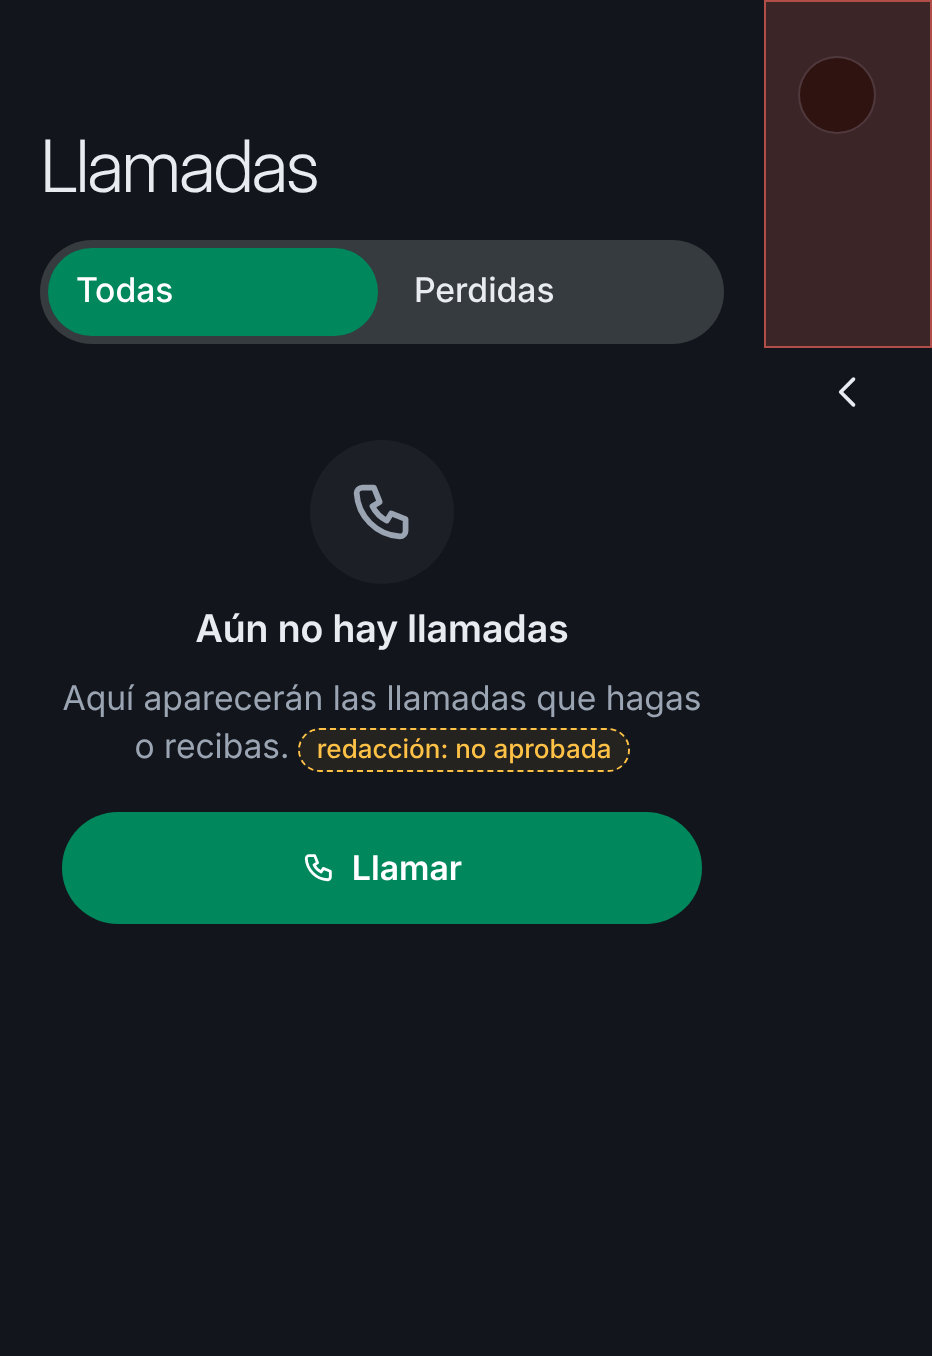 Llamadas
Todas Perdidas
Aún no hay llamadas
Aquí aparecerán las llamadas que hagas
o recibas. redacción: no aprobada
Llamar